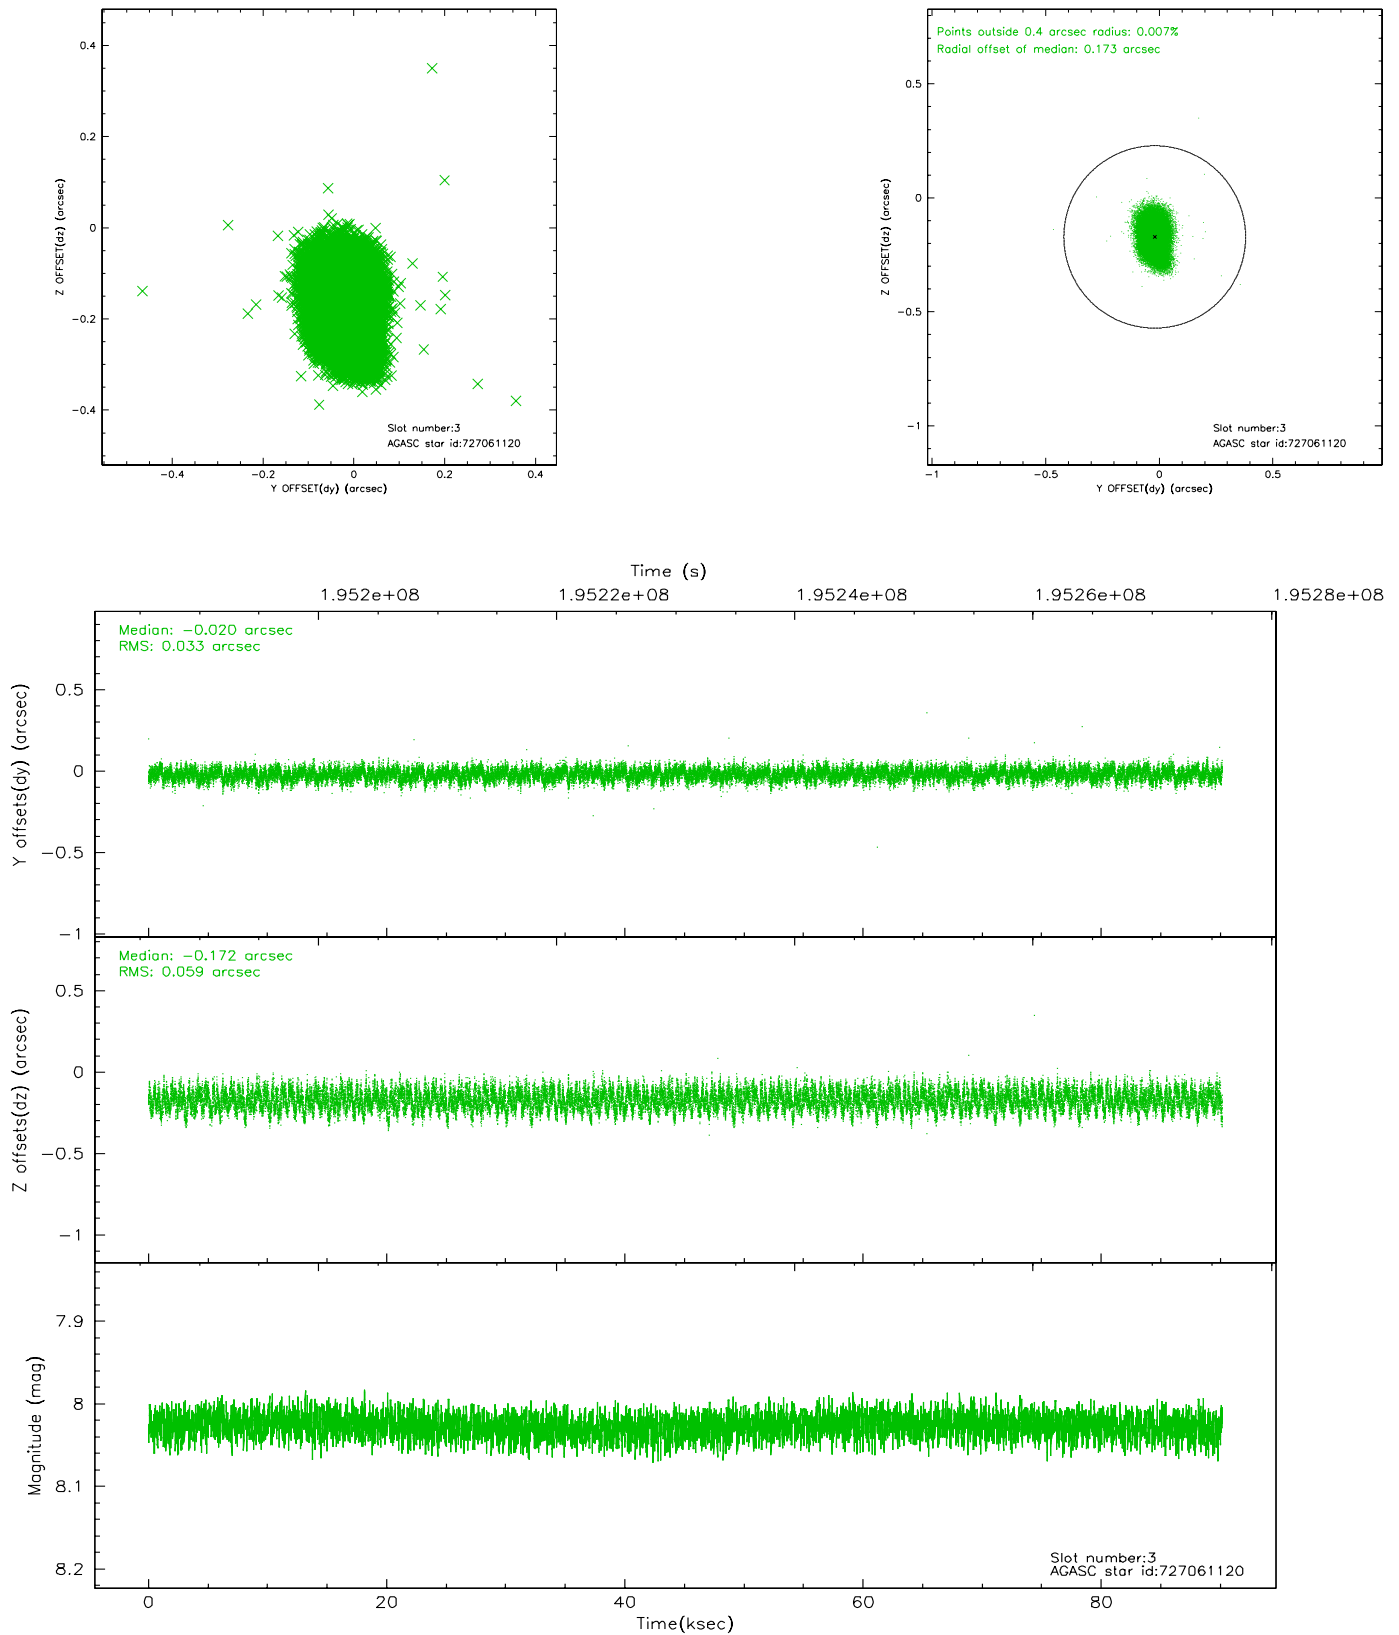 0.4
0.2
0
−0.2
−0.4
Z OFFSET(dz) (arcsec)
−0.4 −0.2 0 0.2 0.4
Y OFFSET(dy) (arcsec)
Slot number:3
AGASC star id:727061120
Points outside 0.4 arcsec radius: 0.007%
Radial offset of median: 0.173 arcsec
0.5
0
−0.5
−1
Z OFFSET(dz) (arcsec)
−1 −0.5 0 0.5
Y OFFSET(dy) (arcsec)
Slot number:3
AGASC star id:727061120
Time (s)
1.952e+08 1.9522e+08 1.9524e+08 1.9526e+08 1.9528e+08
Median: −0.020 arcsec
RMS: 0.033 arcsec
0.5
0
−0.5
−1
Y offsets(dy) (arcsec)
Median: −0.172 arcsec
RMS: 0.059 arcsec
0.5
0
−0.5
−1
Z offsets(dz) (arcsec)
7.9
8
8.1
8.2
Magnitude (mag)
Slot number:3
AGASC star id:727061120
0 20 40 60 80
Time(ksec)